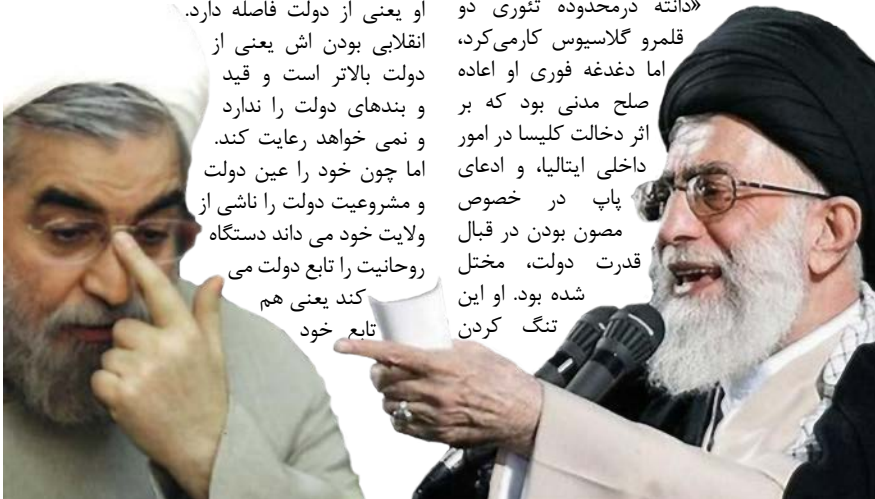 «دانته درمحدوده تئوری دو
قلمرو گلاسیوس کارمی‌کرد،
اما دغدغه فوری او اعاده
صلح مدنی بود که بر
اثر دخالت کلیسا در امور
داخلی ایتالیا، و ادعای
پاپ در خصوص
مصون بودن در قبال
قدرت دولت، مختل
شده بود. او این
تنگ کردن
او یعنی از دولت فاصله دارد.
انقلابی بودن اش یعنی از
دولت بالاتر است و قید
و بندهای دولت را ندارد
و نمی خواهد رعایت کند.
اما چون خود را عین دولت
و مشروعیت دولت را ناشی از
ولایت خود می داند دستگاه
روحانیت را تابع دولت می
کند یعنی هم
تابع خود